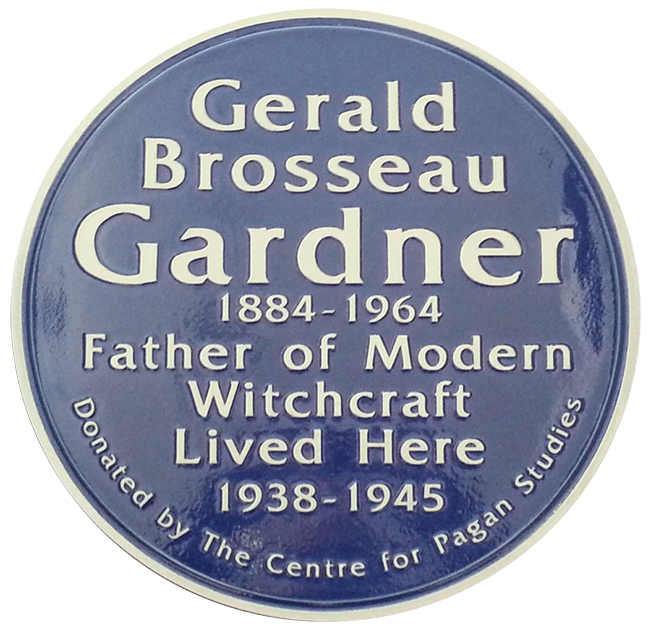 Gerald
Brosseau
Gardner
1884-1964
Father of Modern
Witchcraft
Lived Here
1938-1945
Donated by The Centre for Pagan Studies